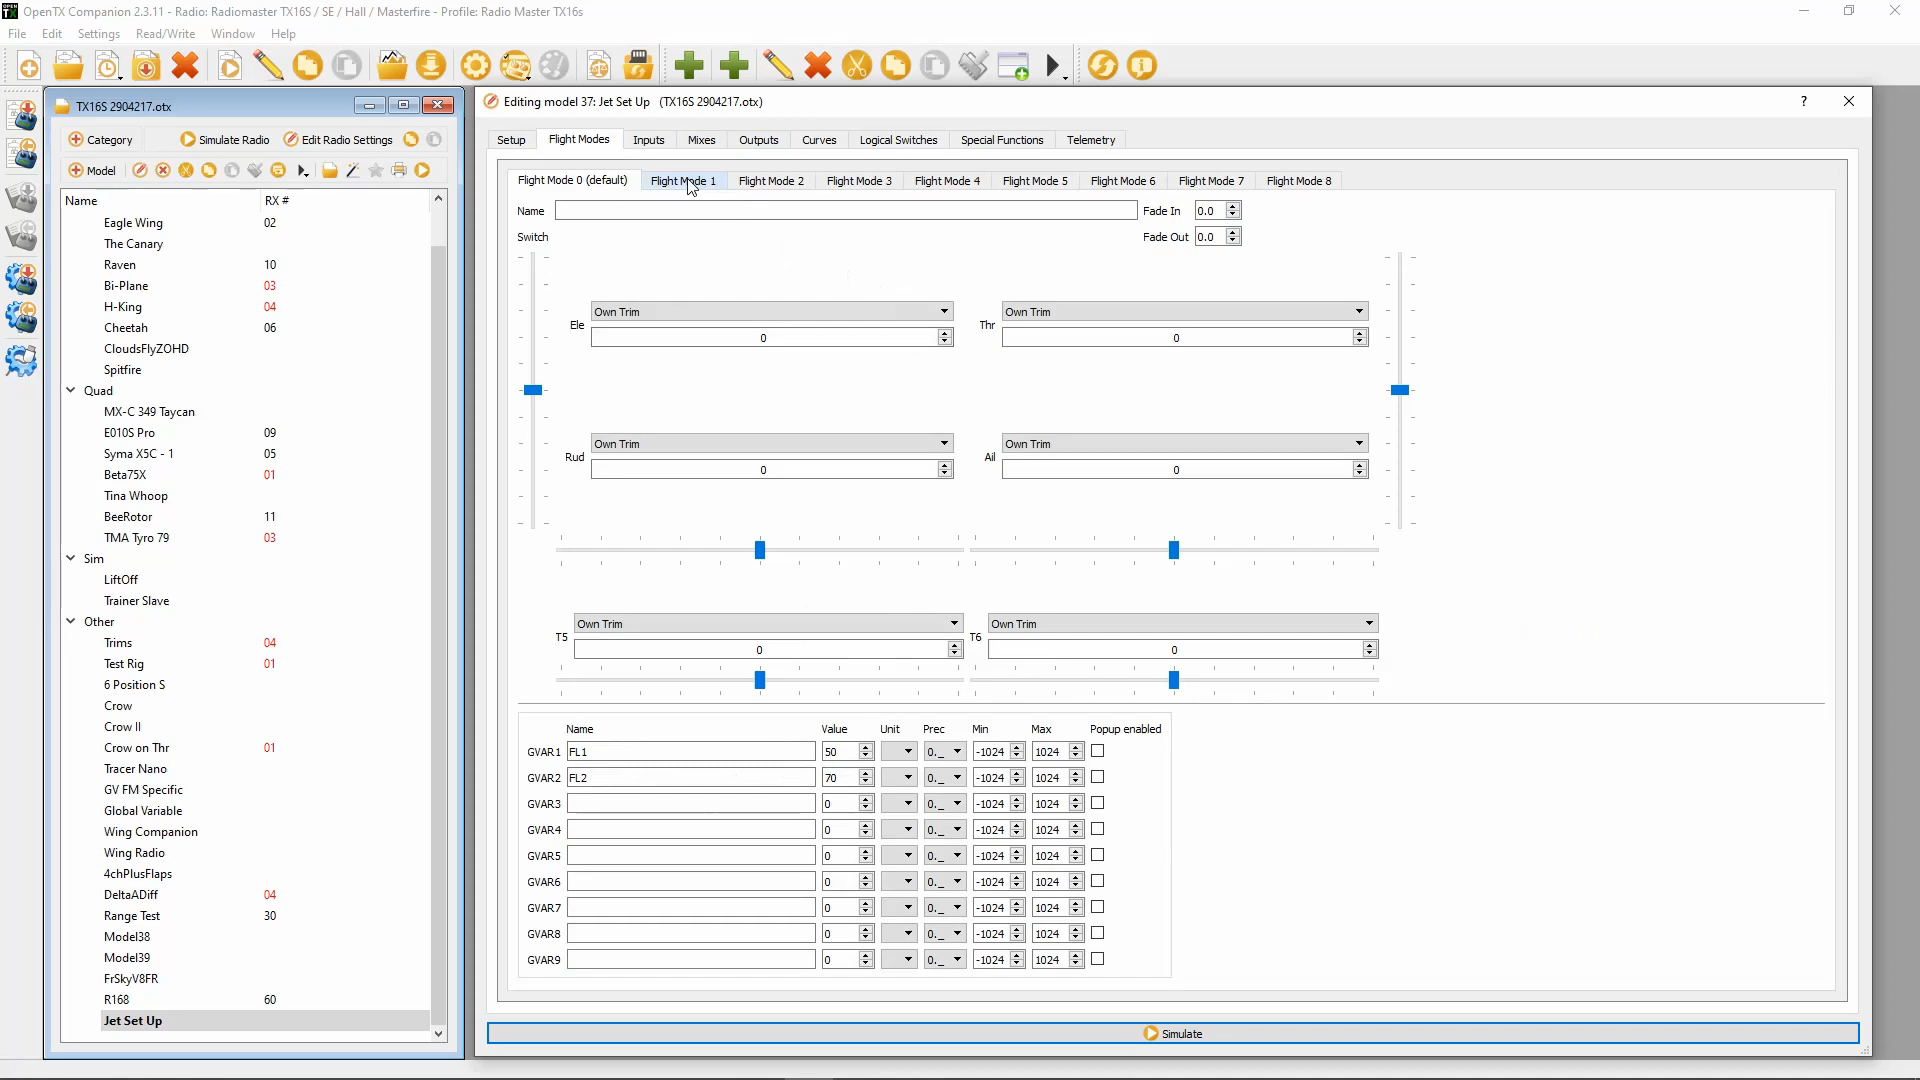 OpenTX Companion 2.3.11 - Radio: Radiomaster TX16S / SE / Hall / Masterfire - Profile: Radio Master TX16s
File Edit Settings Read/Write Window Help
TX16S 2904217.otx
Category Simulate Radio Edit Radio Settings
Model
Name RX #
Eagle Wing 02
The Canary
Raven 10
Bi-Plane 03
H-King 04
Cheetah 06
CloudsFlyZOHD
Spitfire
Quad
MX-C 349 Taycan
E010S Pro 09
Syma X5C - 1 05
Beta75X 01
Tina Whoop
BeeRotor 11
TMA Tyro 79 03
Sim
LiftOff
Trainer Slave
Other
Trims 04
Test Rig 01
6 Position S
Crow
Crow II
Crow on Thr 01
Tracer Nano
GV FM Specific
Global Variable
Wing Companion
Wing Radio
4chPlusFlaps
DeltaADiff 04
Range Test 30
Model38
Model39
FrSkyV8FR
R168 60
Jet Set Up
Editing model 37: Jet Set Up (TX16S 2904217.otx) ?
Setup Flight Modes Inputs Mixes Outputs Curves Logical Switches Special Functions Telemetry
Flight Mode 0 (default) Flight Mode 1 Flight Mode 2 Flight Mode 3 Flight Mode 4 Flight Mode 5 Flight Mode 6 Flight Mode 7 Flight Mode 8
Name Fade In 0.0
Switch Fade Out 0.0
Own Trim Own Trim
Ele Thr
0 0
Own Trim Own Trim
Rud Ail
0 0
Own Trim Own Trim
T5 T6
0 0
Name Value Unit Prec Min Max Popup enabled
GVAR1 FL1 50 0._ -1024 1024
GVAR2 FL2 70 0._ -1024 1024
GVAR3 0 0._ -1024 1024
GVAR4 0 0._ -1024 1024
GVAR5 0 0._ -1024 1024
GVAR6 0 0._ -1024 1024
GVAR7 0 0._ -1024 1024
GVAR8 0 0._ -1024 1024
GVAR9 0 0._ -1024 1024
Simulate